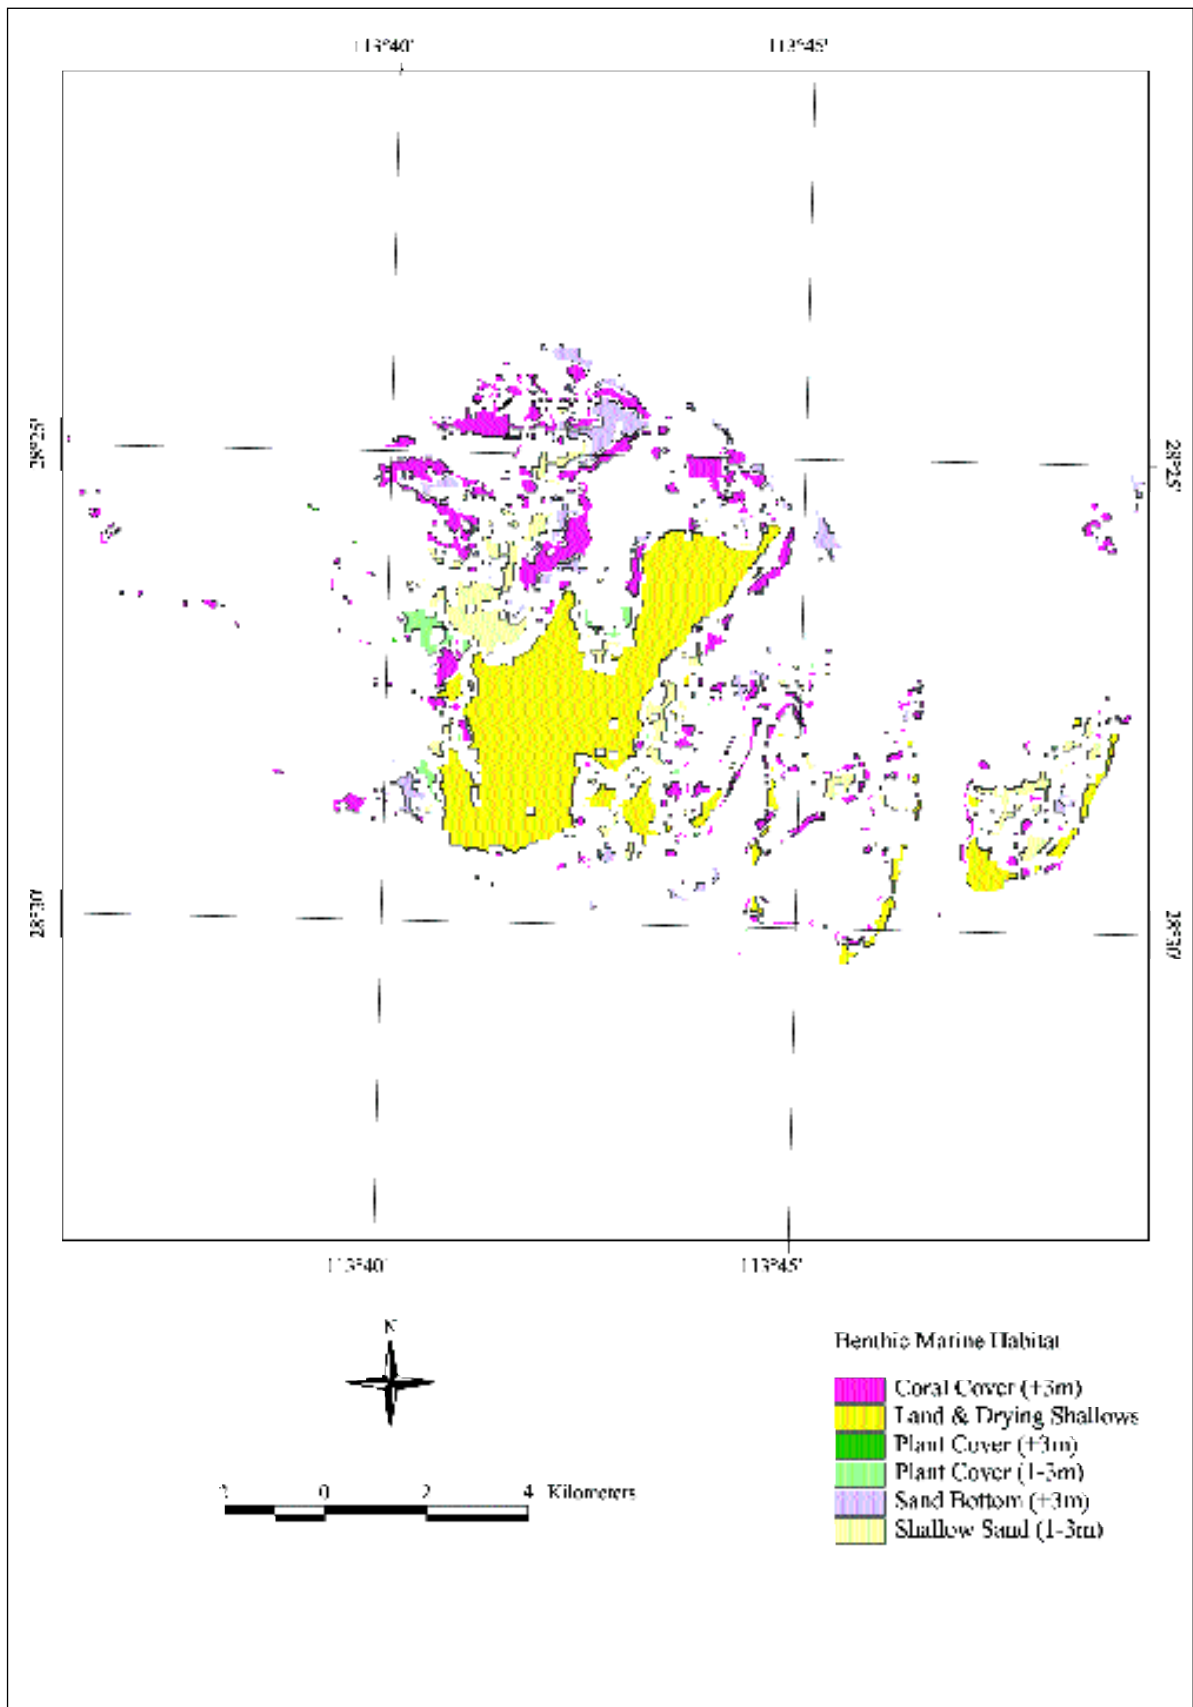 113°40' 113°45'
28°25' 28°25'
28°30' 28°30'
113°40' 113°45'
N
2 0 2 4 Kilometers
Benthic Marine Habitat
Coral Cover (+3m)
Land & Drying Shallows
Plant Cover (+3m)
Plant Cover (1-3m)
Sand Bottom (+3m)
Shallow Sand (1-3m)